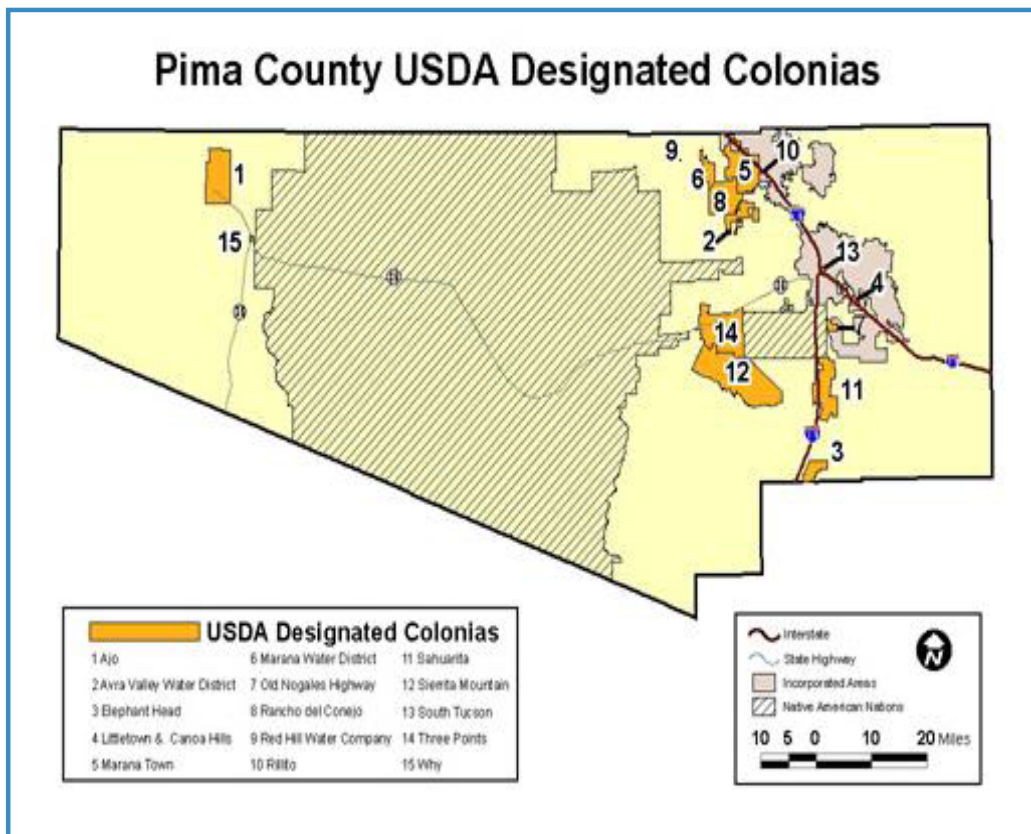 Pima County USDA Designated Colonias
1
15
9
6
5
10
8
2
13
4
7
14
12
11
3
USDA Designated Colonias
1 Ajo
2 Avra Valley Water District
3 Elephant Head
4 Littletown & Canoa Hills
5 Marana Town
6 Marana Water District
7 Old Nogales Highway
8 Rancho del Conejo
9 Red Hill Water Company
10 Rillito
11 Sahuarita
12 Sierrita Mountain
13 South Tucson
14 Three Points
15 Why
Interstate
State Highway
Incorporated Areas
Native American Nations
N
10 5 0 10 20 Miles